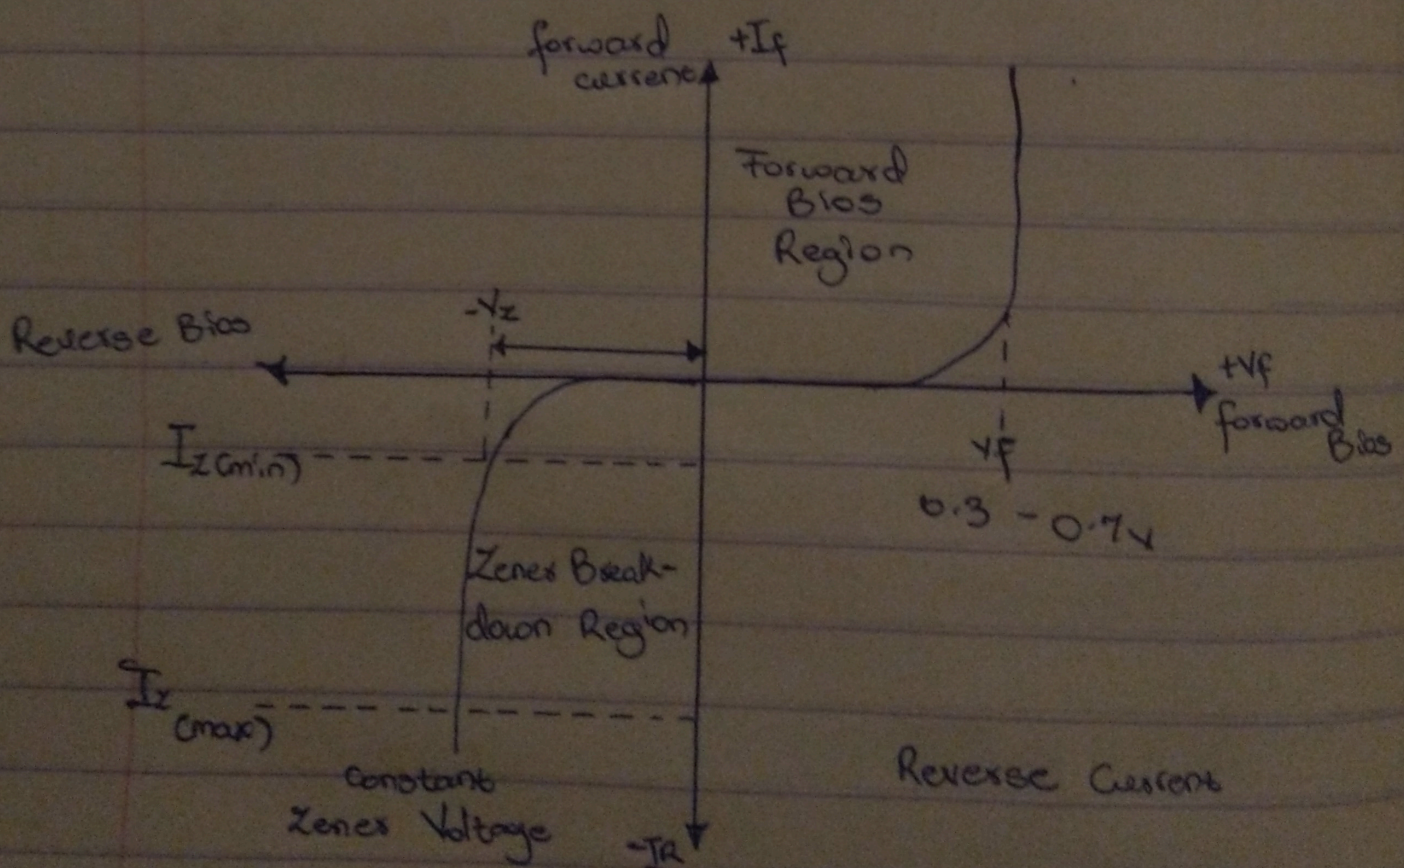 forward +If
current
Forward
Bias
Region
-Vz
Reverse Bias
+Vf
forward
Bias
Iz(min)
Vf
0.3 - 0.7v
Zener Break-
down Region
Iz
(max)
Constant
Zener Voltage
Reverse Current
-IR